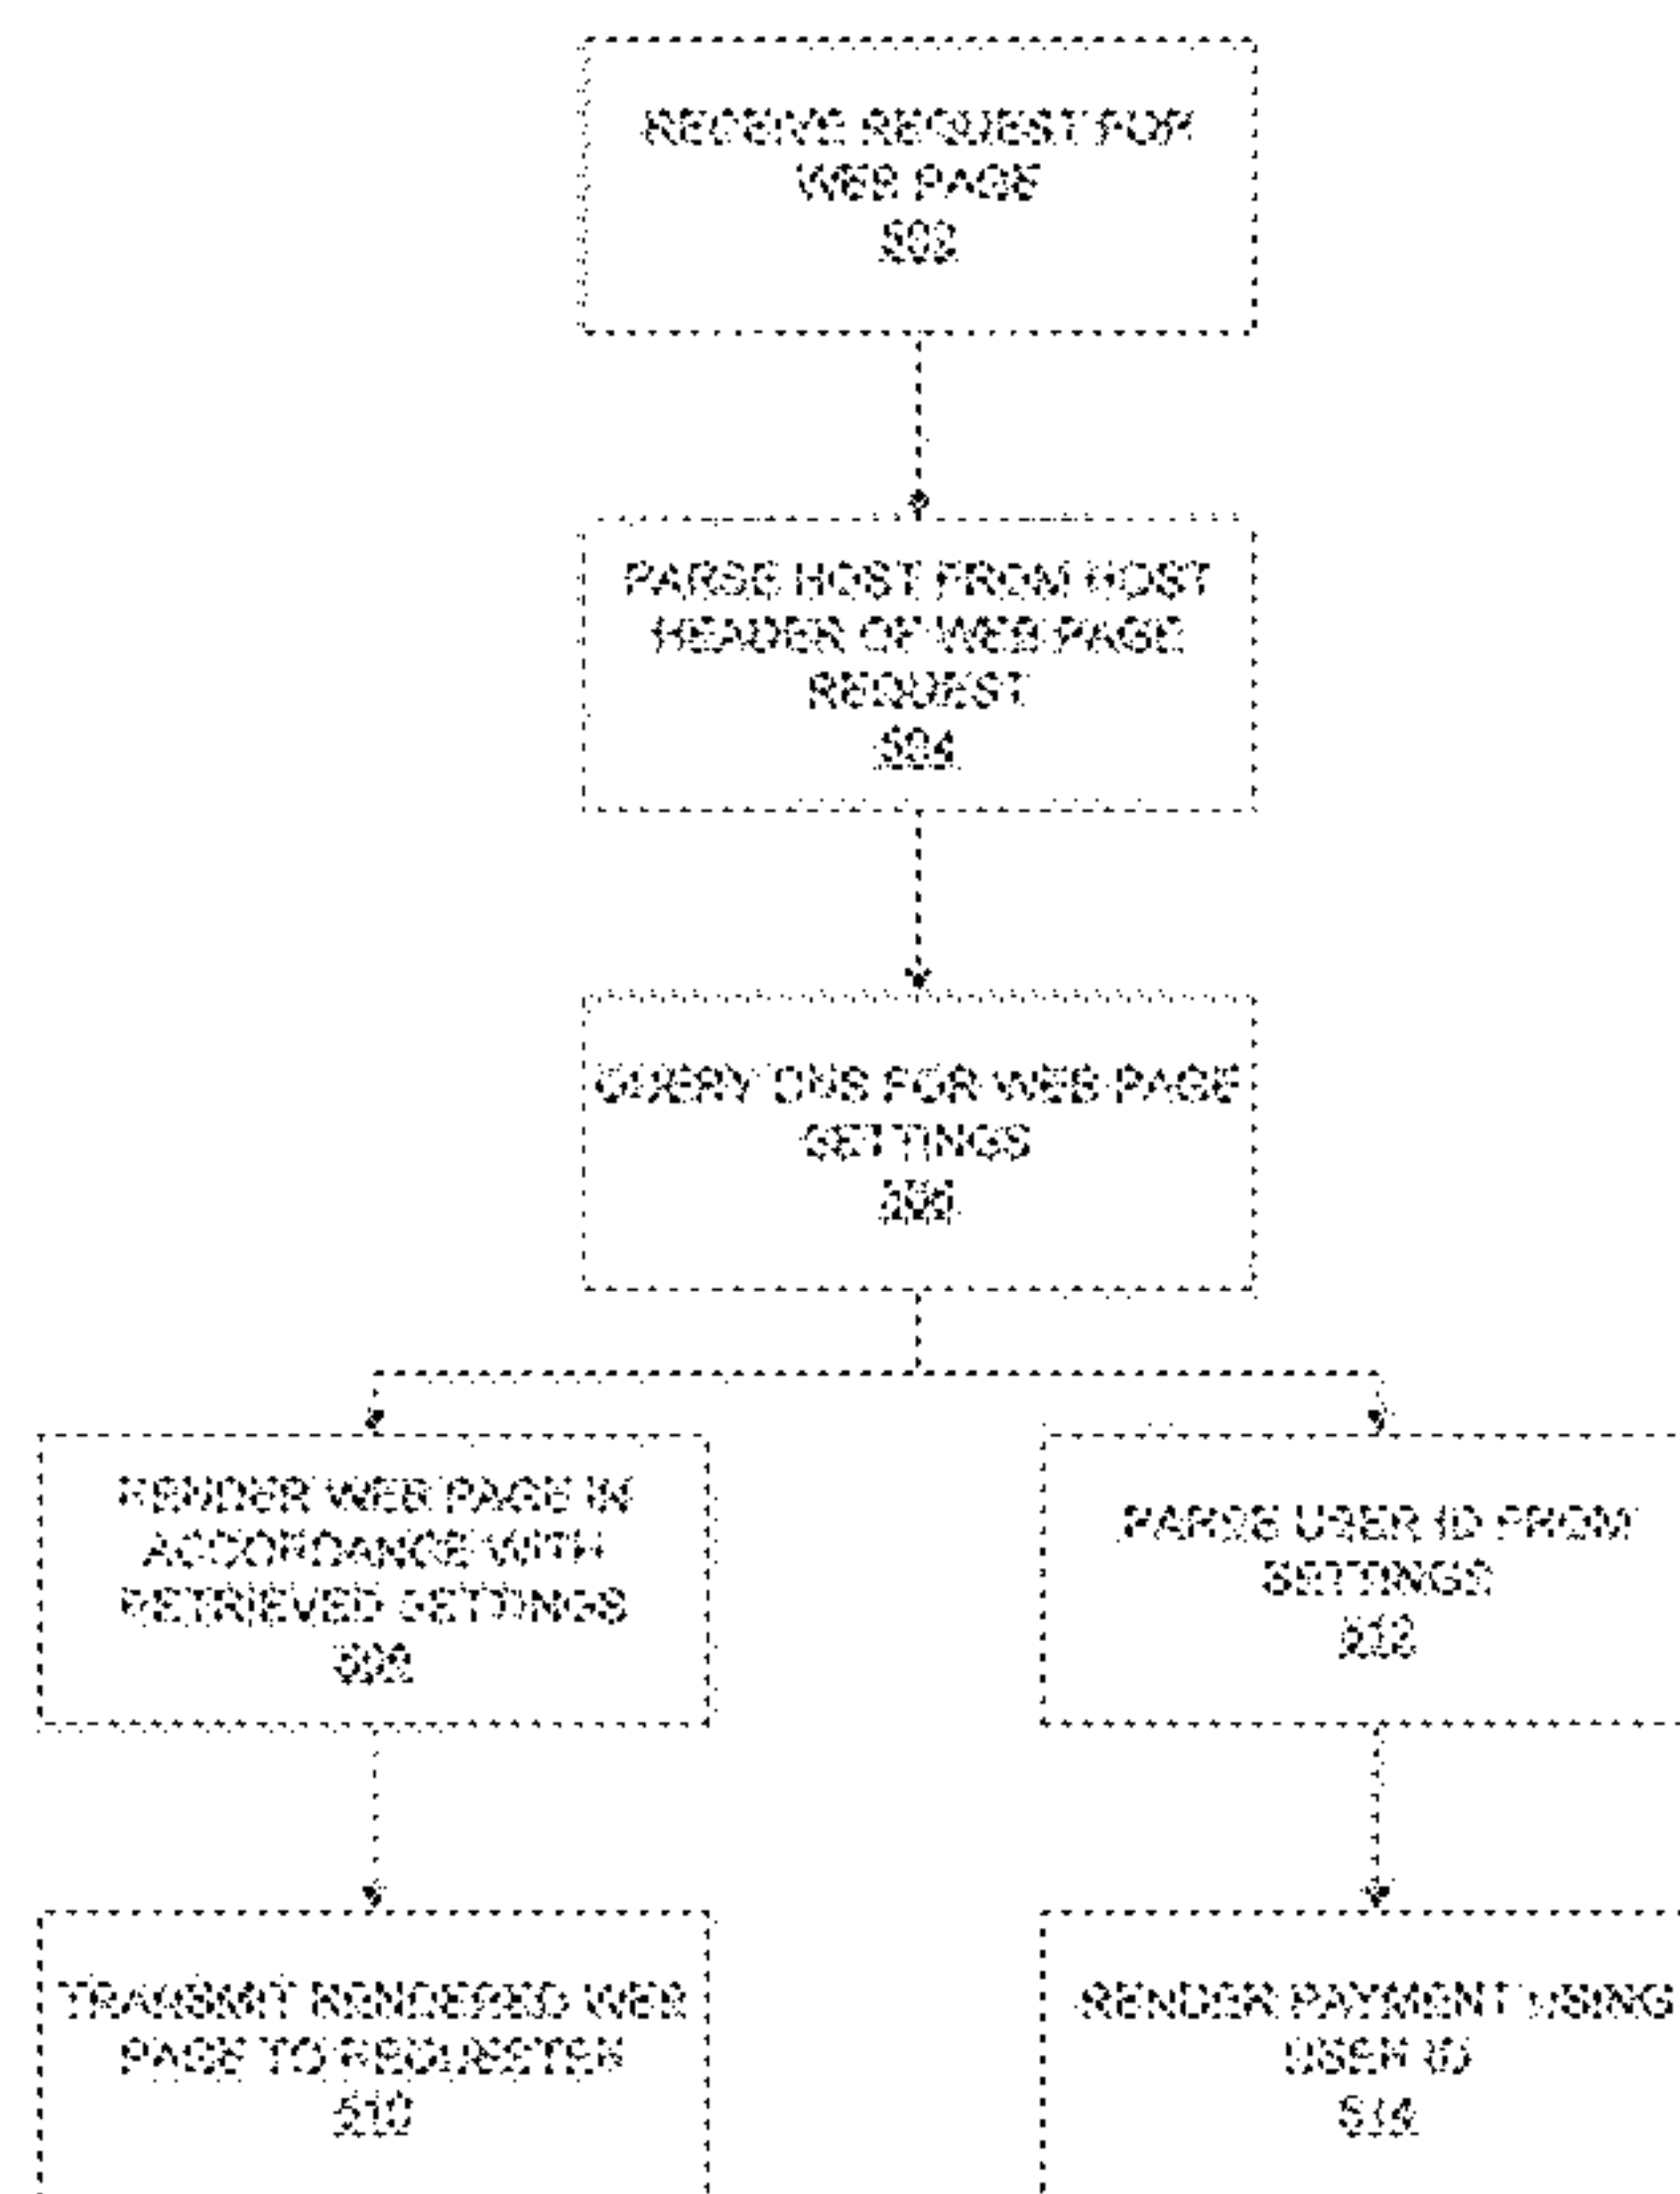 RECEIVE REQUEST FOR
WEB PAGE
502
PARSE HOST FROM HOST
HEADER OF WEB PAGE
REQUEST
504
QUERY DNS FOR WEB PAGE
SETTINGS
RENDER WEB PAGE IN
ACCORDANCE WITH
RETRIEVED SETTINGS
PARSE USER ID FROM
SETTINGS
512
TRANSMIT RENDERED WEB
PAGE TO REQUESTER
510
RENDER PAYMENT USING
USER ID
514